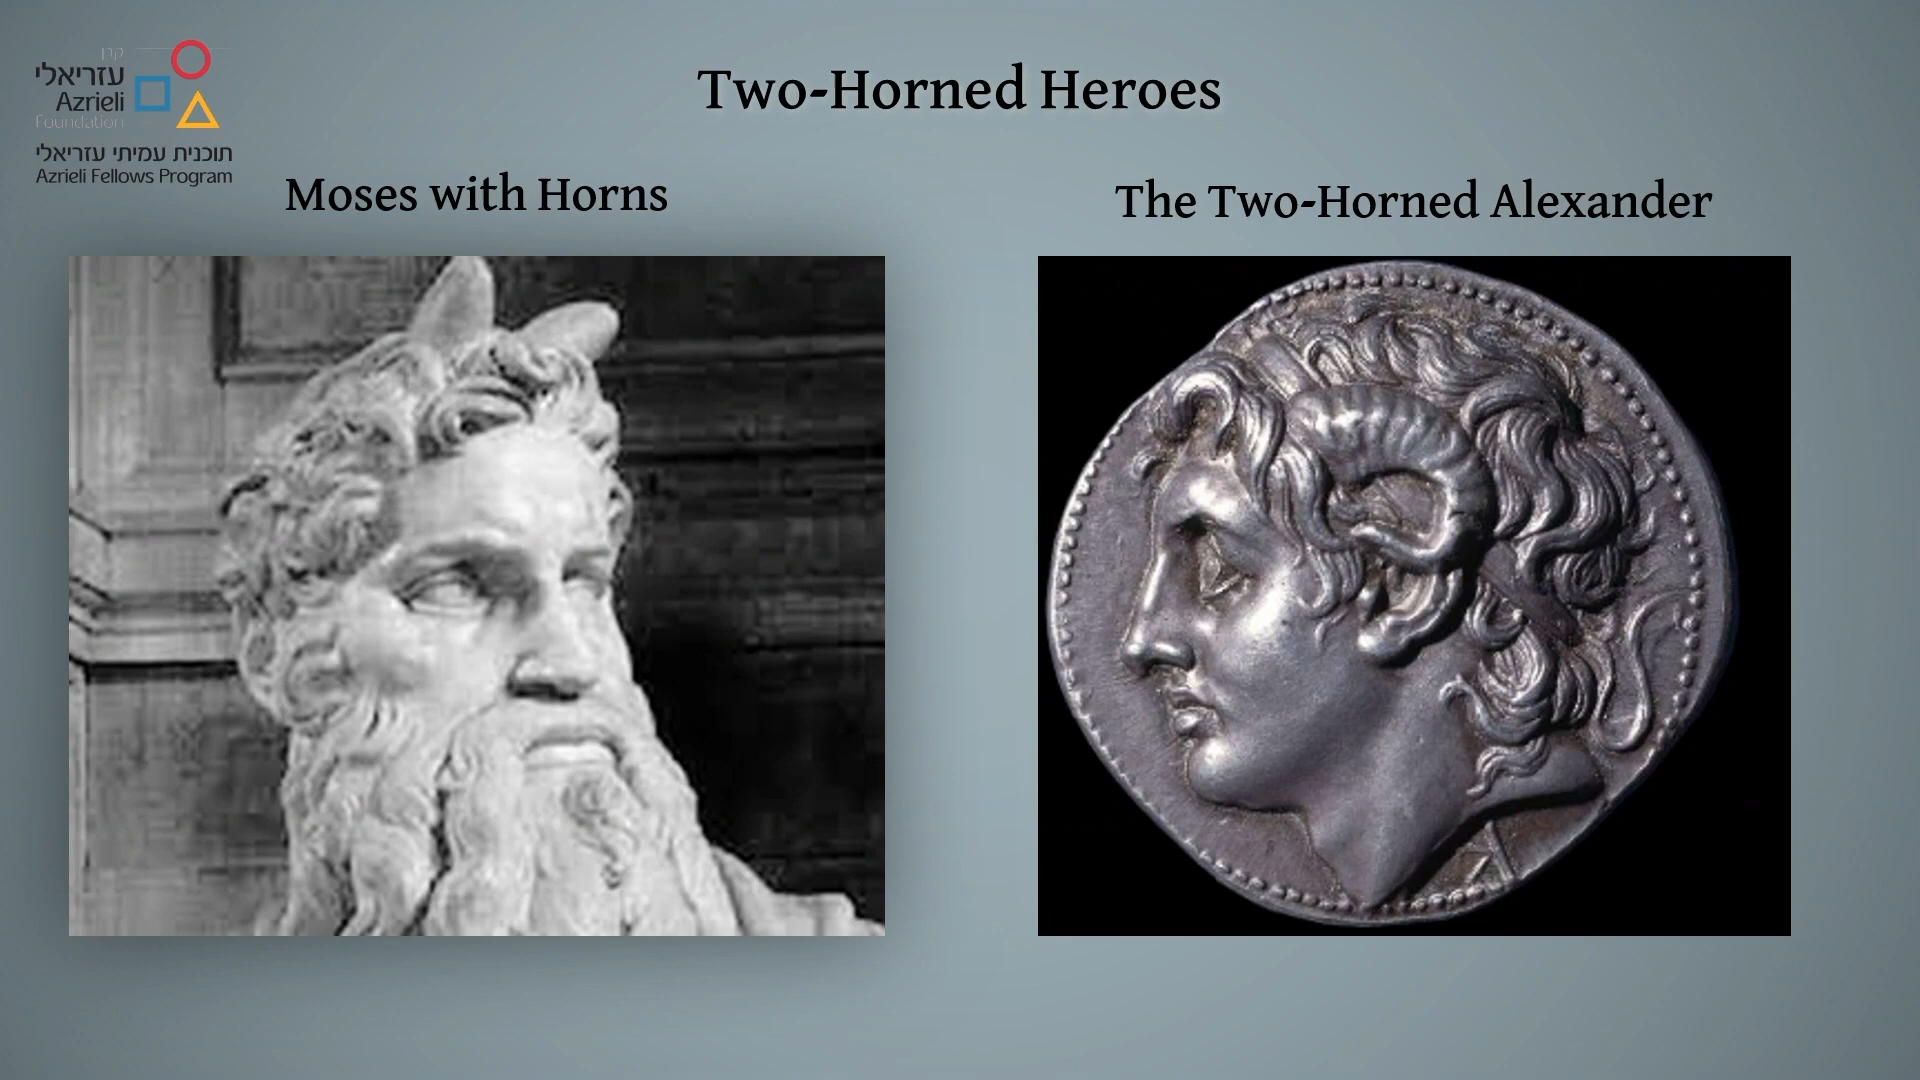 קרן
עזריאלי
Azrieli
Foundation
תוכנית עמיתי עזריאלי
Azrieli Fellows Program
Two-Horned Heroes
Moses with Horns
The Two-Horned Alexander